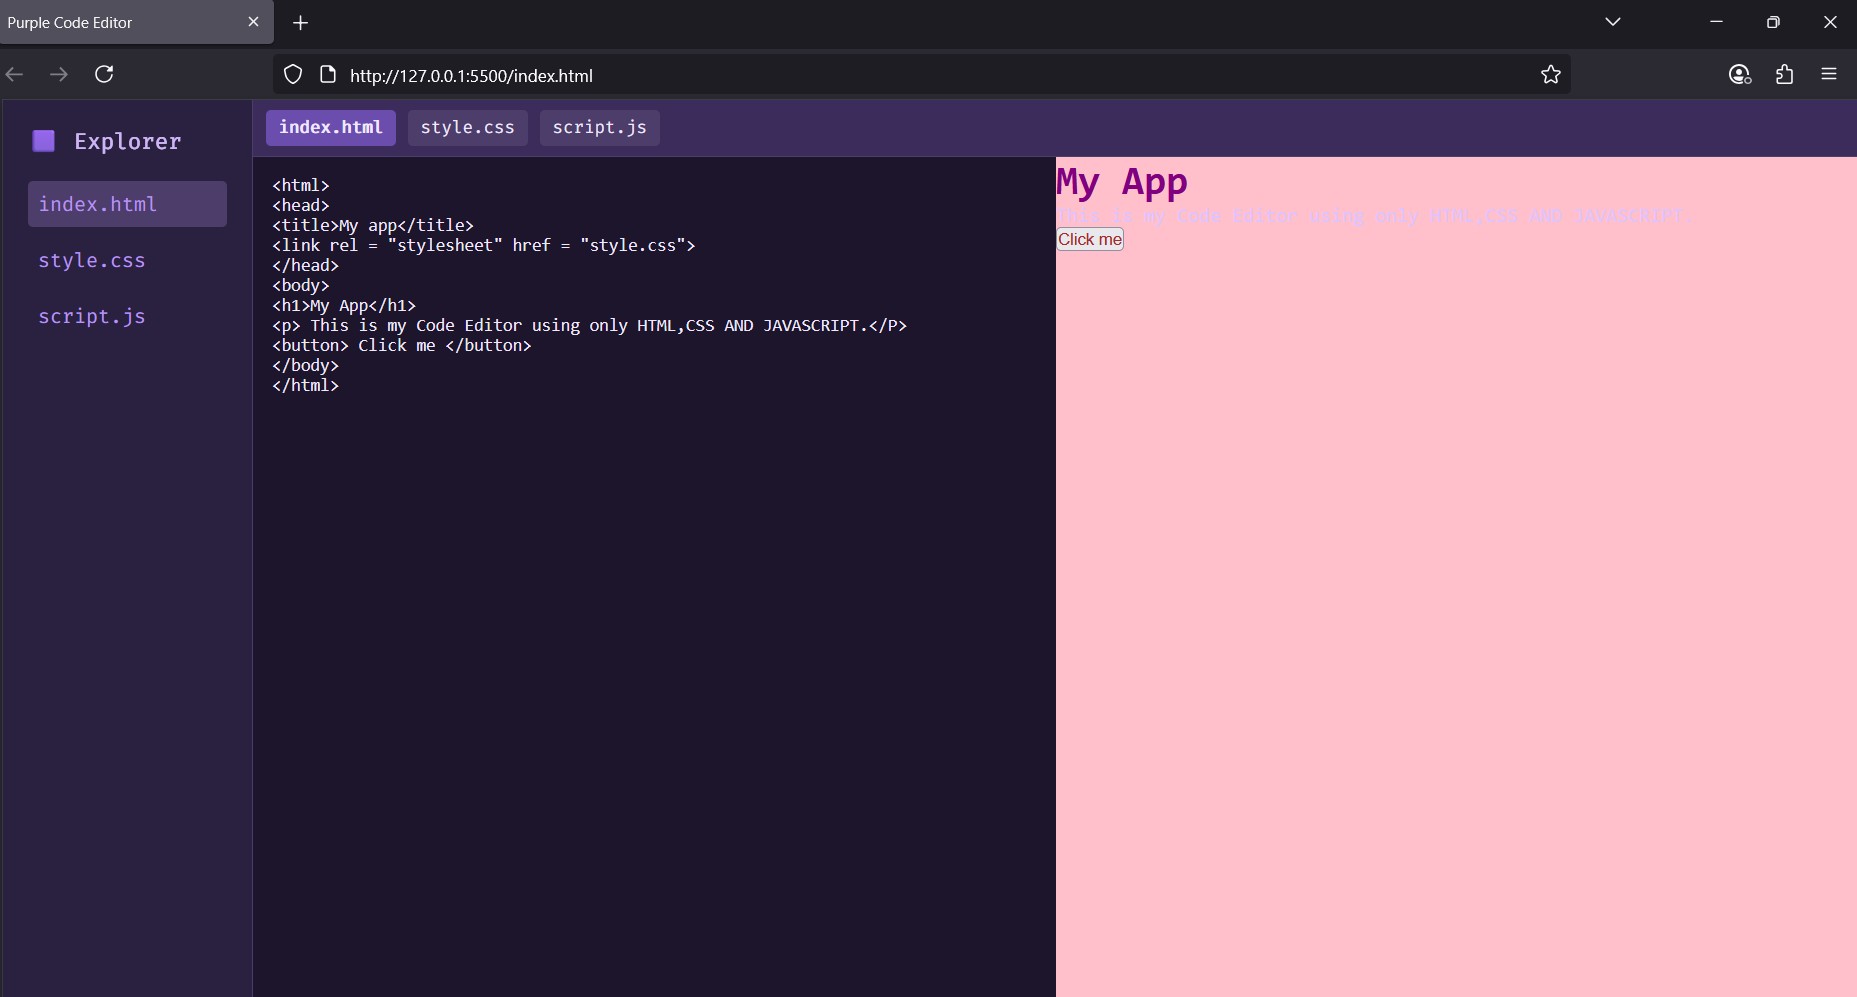 Purple Code Editor
http://127.0.0.1:5500/index.html
Explorer
index.html
style.css
script.js
index.html style.css script.js
<html>
<head>
<title>My app</title>
<link rel = "stylesheet" href = "style.css">
</head>
<body>
<h1>My App</h1>
<p> This is my Code Editor using only HTML,CSS AND JAVASCRIPT.</P>
<button> Click me </button>
</body>
</html>
My App
This is my Code Editor using only HTML,CSS AND JAVASCRIPT.
Click me